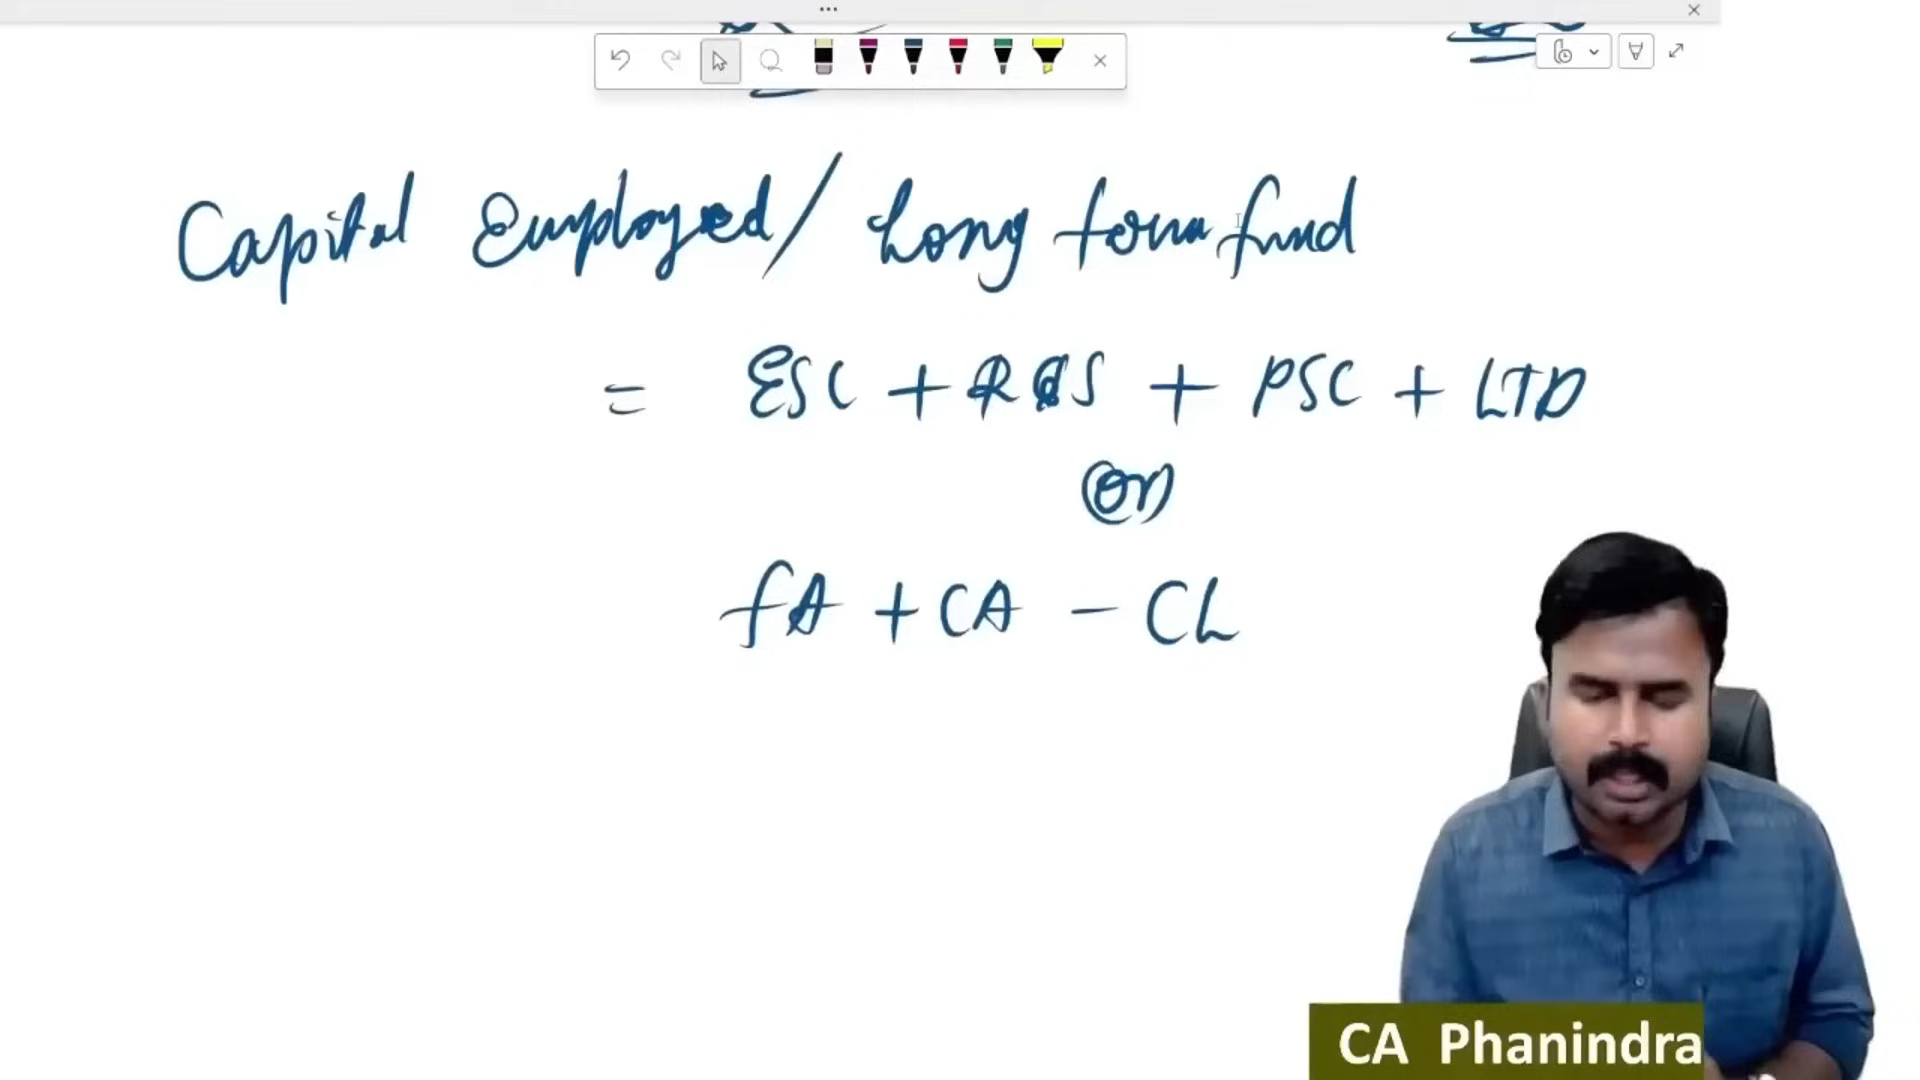 Capital Employed / Long term fund
= ESC + R&S + PSC + LTD
(or)
FA + CA - CL
CA Phanindra